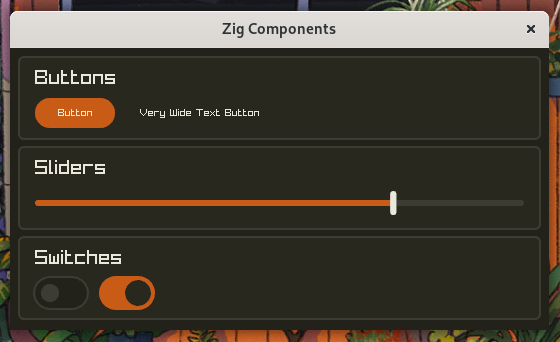 Zig Components
Buttons
Button
Very Wide Text Button
Sliders
Switches